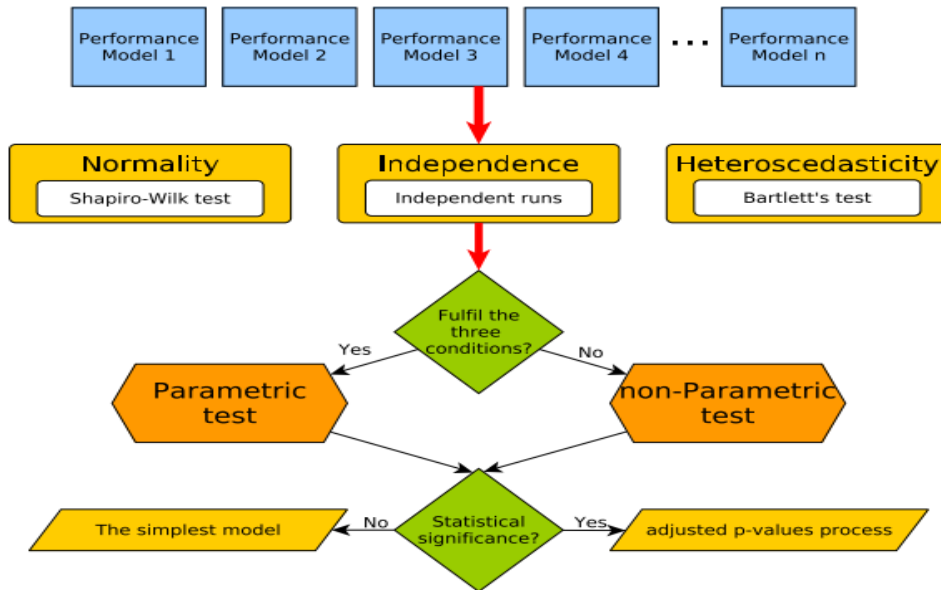 Performance
Model 1
Performance
Model 2
Performance
Model 3
Performance
Model 4
...
Performance
Model n
Normality
Shapiro-Wilk test
Independence
Independent runs
Heteroscedasticity
Bartlett's test
Fulfil the
three
conditions?
Yes
No
Parametric
test
non-Parametric
test
Statistical
significance?
No
Yes
The simplest model
adjusted p-values process